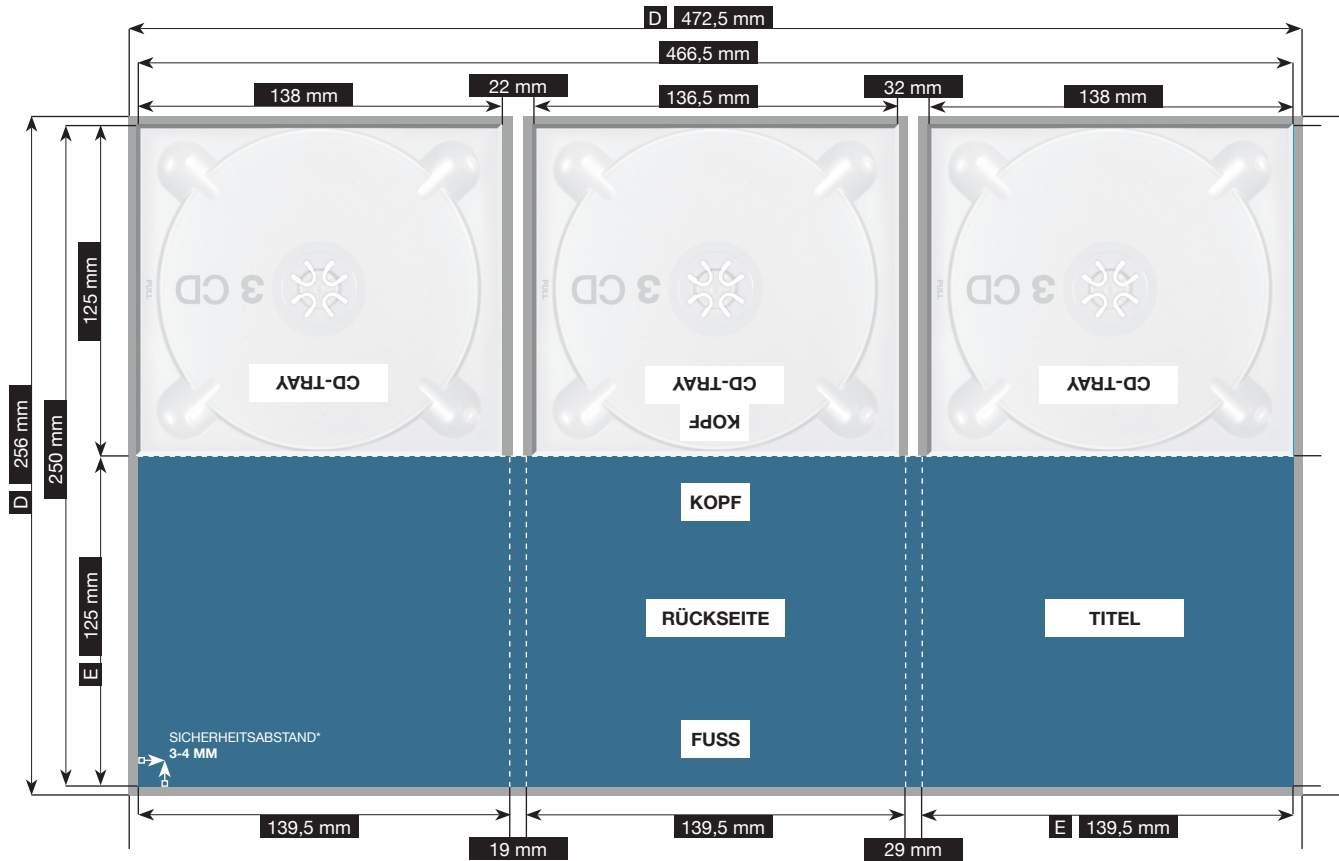 D 472,5 mm
466,5 mm
138 mm
22 mm
136,5 mm
32 mm
138 mm
D 256 mm
250 mm
125 mm
E 125 mm
3 CD
PULL
CD-TRAY
3 CD
PULL
CD-TRAY
KOPF
3 CD
PULL
CD-TRAY
KOPF
RÜCKSEITE
TITEL
FUSS
SICHERHEITSABSTAND*
3-4 MM
139,5 mm
19 mm
139,5 mm
29 mm
E 139,5 mm